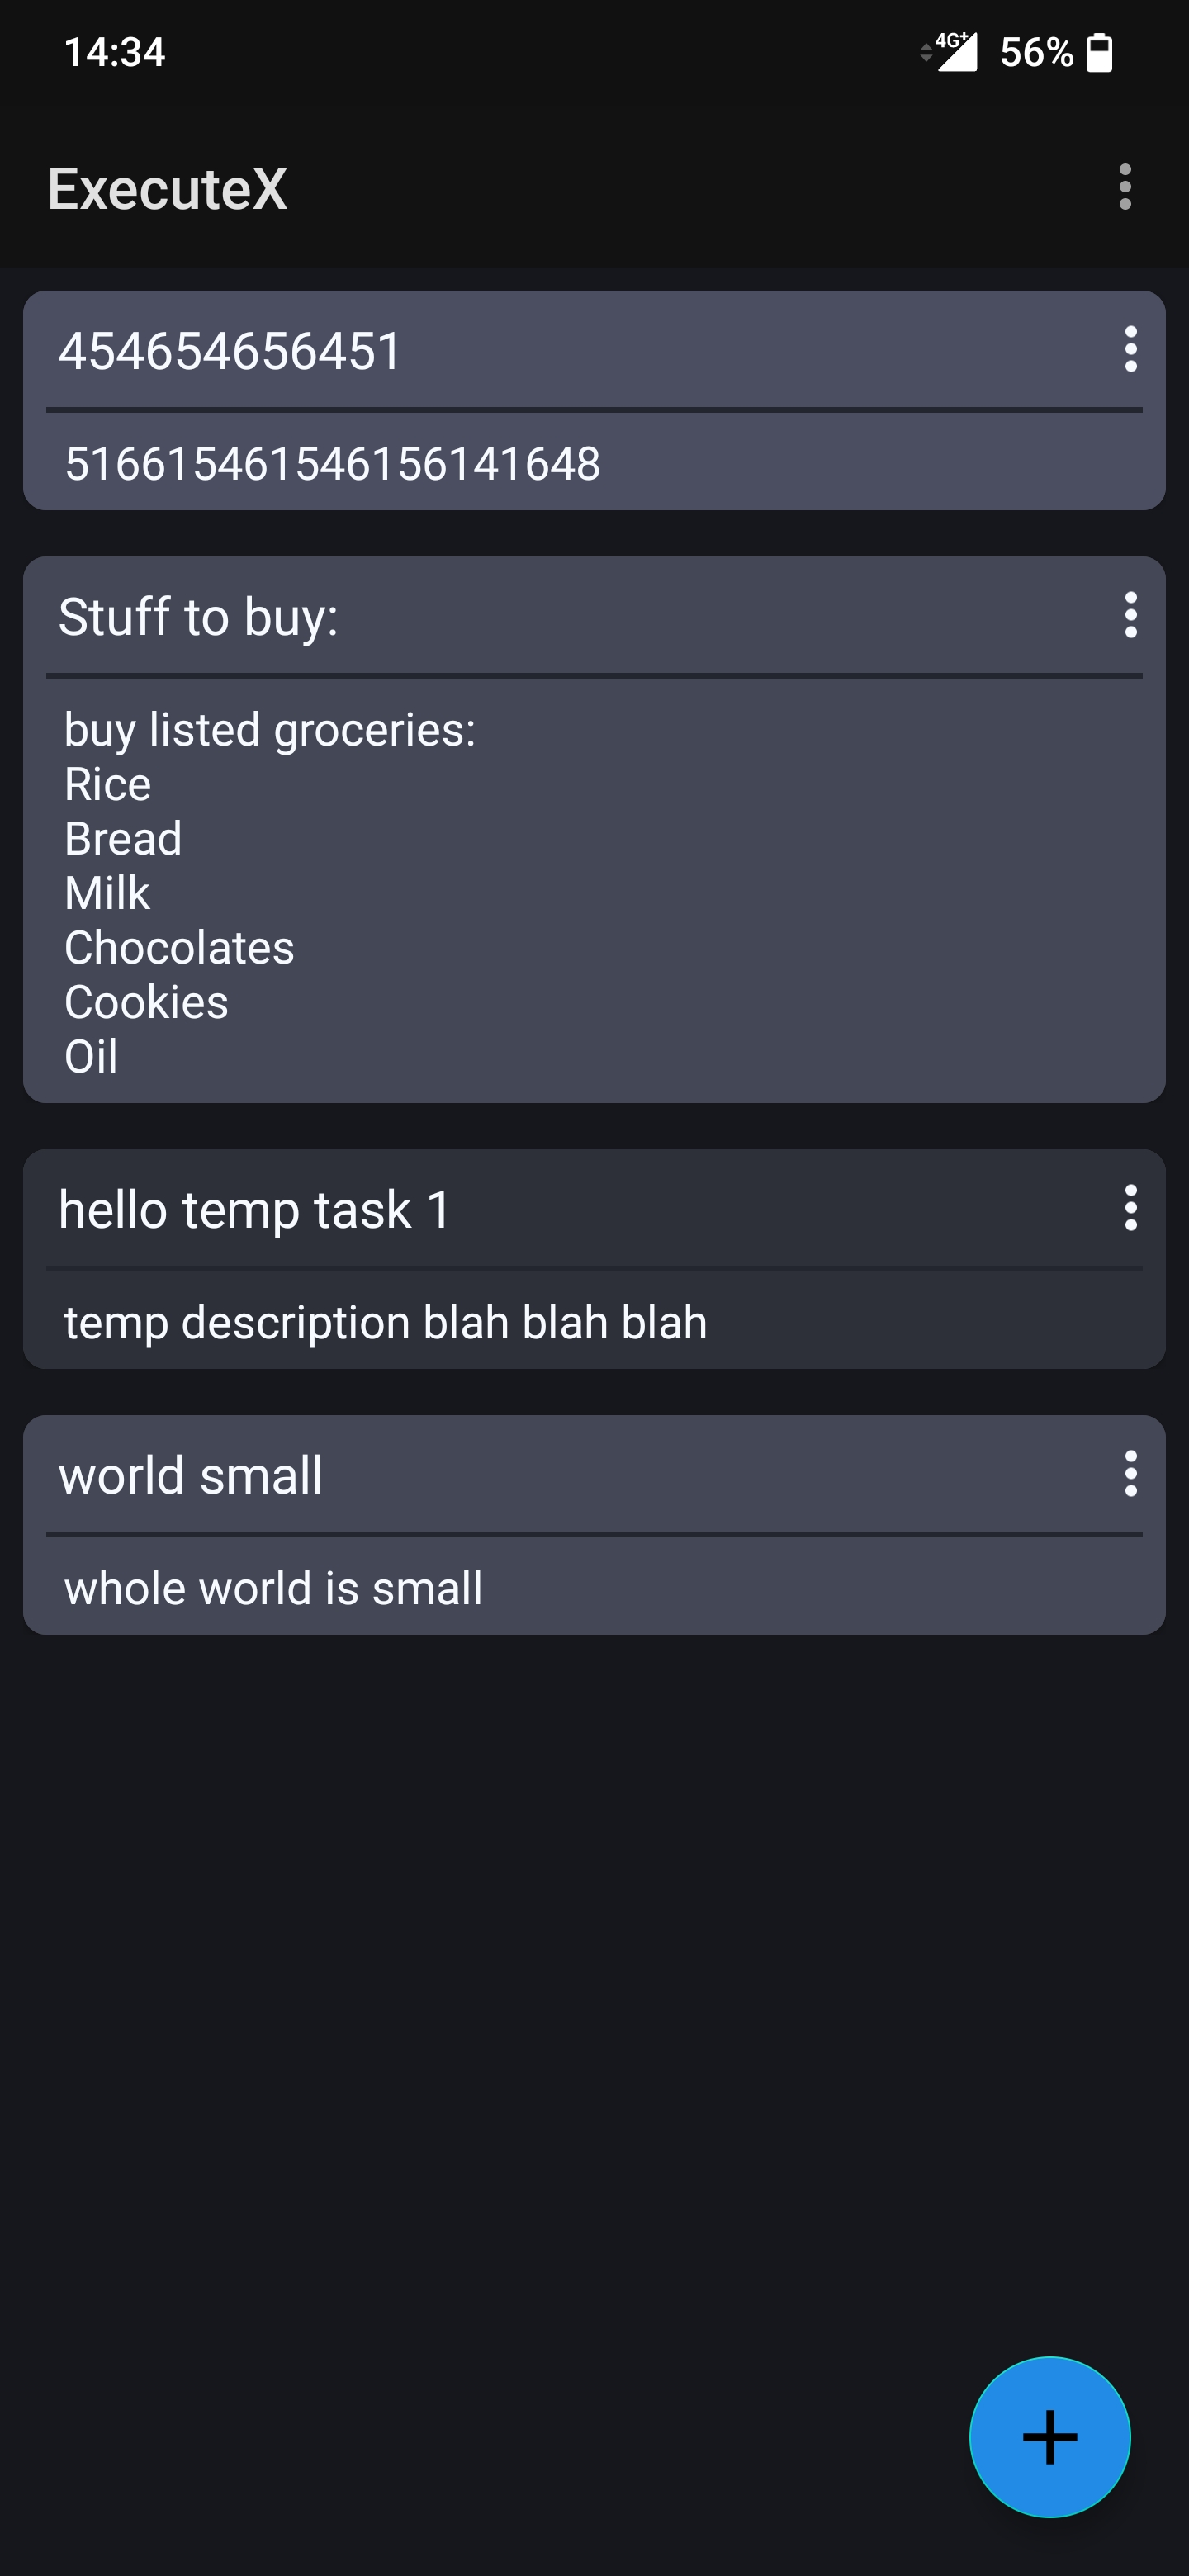 14:34
4G+ 56%
ExecuteX
454654656451
516615461546156141648
Stuff to buy:
buy listed groceries:
Rice
Bread
Milk
Chocolates
Cookies
Oil
hello temp task 1
temp description blah blah blah
world small
whole world is small